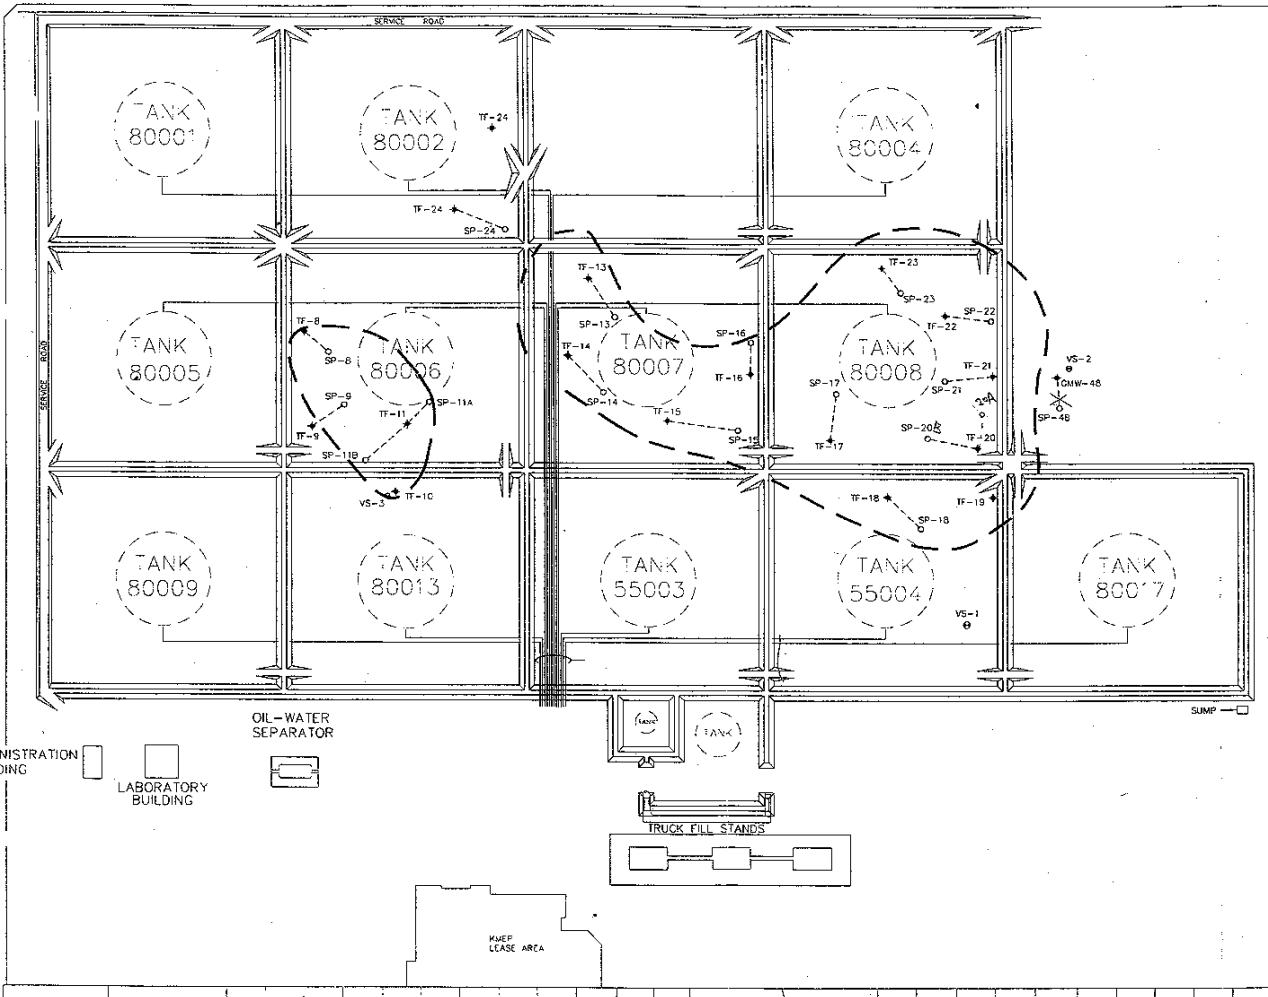 SERVICE ROAD
TANK
80001
TANK
80002
TF-24
TANK
80004
TF-24
SP-24
TF-13
SP-13
TF-23
SP-23
TF-22
SP-22
SERVICE ROAD
TANK
80005
TF-8
SP-8
TANK
80006
SP-9
TF-9
TF-11
SP-11A
SP-11B
TF-14
SP-14
TANK
80007
SP-16
TF-16
TF-15
SP-15
SP-17
TF-17
TANK
80008
TF-21
SP-21
20A
SP-20B
TF-20
VS-2
GMW-48
SP-48
VS-3
TF-10
TF-18
SP-18
TF-19
TANK
80009
TANK
80013
TANK
55003
TANK
55004
VS-1
TANK
80017
SUMP
OIL-WATER
SEPARATOR
TANK
TANK
NISTRATION
DING
LABORATORY
BUILDING
TRUCK FILL STANDS
KMEP
LEASE AREA